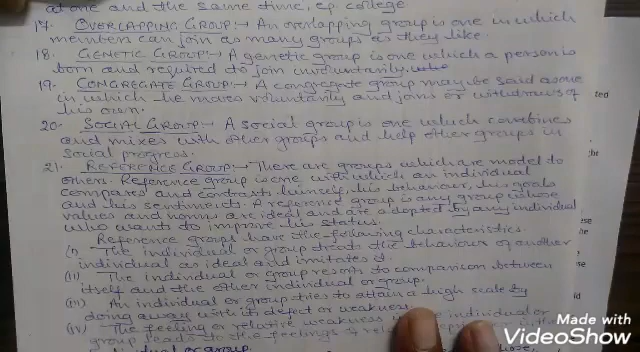 at one and the same time, eg. college.
17. OVERLAPPING GROUP:→ An overlapping group is one in which
members can join as many groups as they like.
18. GENETIC GROUP:→ A genetic group is one which a person is
born and required to join involuntarily.
19. CONGREGATE GROUP:→ A congregate group may be said as one
in which he moves voluntarily and joins or withdraws of
his own.
20. SOCIAL GROUP:→ A social group is one which combines
and mixes with other groups and help other groups in
social progress.
21. REFERENCE GROUP:→ There are groups which are model to
others. Reference group is one with which an individual
compares and contrasts himself, his behaviour, his goals
and his sentiments. A reference group is any group whose
values and norms are ideal and are adopted by any individual
who wants to improve his status.
Reference groups have the following characteristics.
(i) The individual or group treats the behaviour of another
individual as ideal and imitates it.
(ii) The individual or group resorts to comparison between
itself and the other individual or group.
(iii) An individual or group tries to attain a high scale by
doing away with its defect or weakness.
(iv) The feeling or relative weakness individual or
group leads to the feelings of
individual or group.
ted
Made with
VideoShow